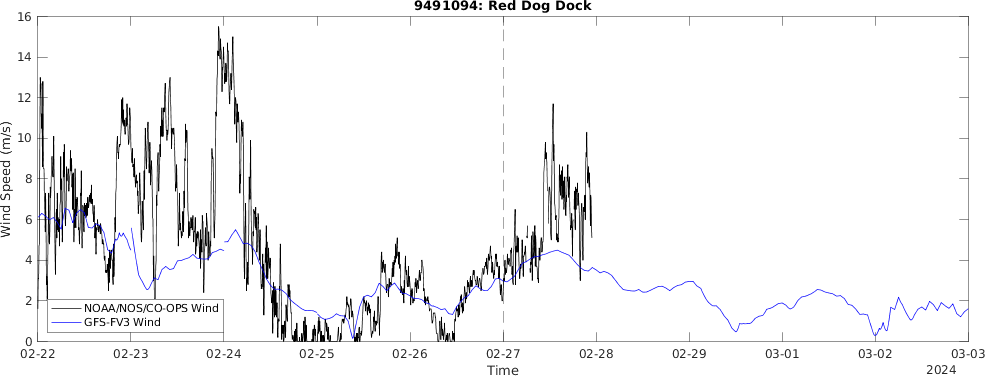 9491094: Red Dog Dock
Wind Speed (m/s)
16
14
12
10
8
6
4
2
0
NOAA/NOS/CO-OPS Wind
GFS-FV3 Wind
02-22 02-23 02-24 02-25 02-26 02-27 02-28 02-29 03-01 03-02 03-03
Time
2024